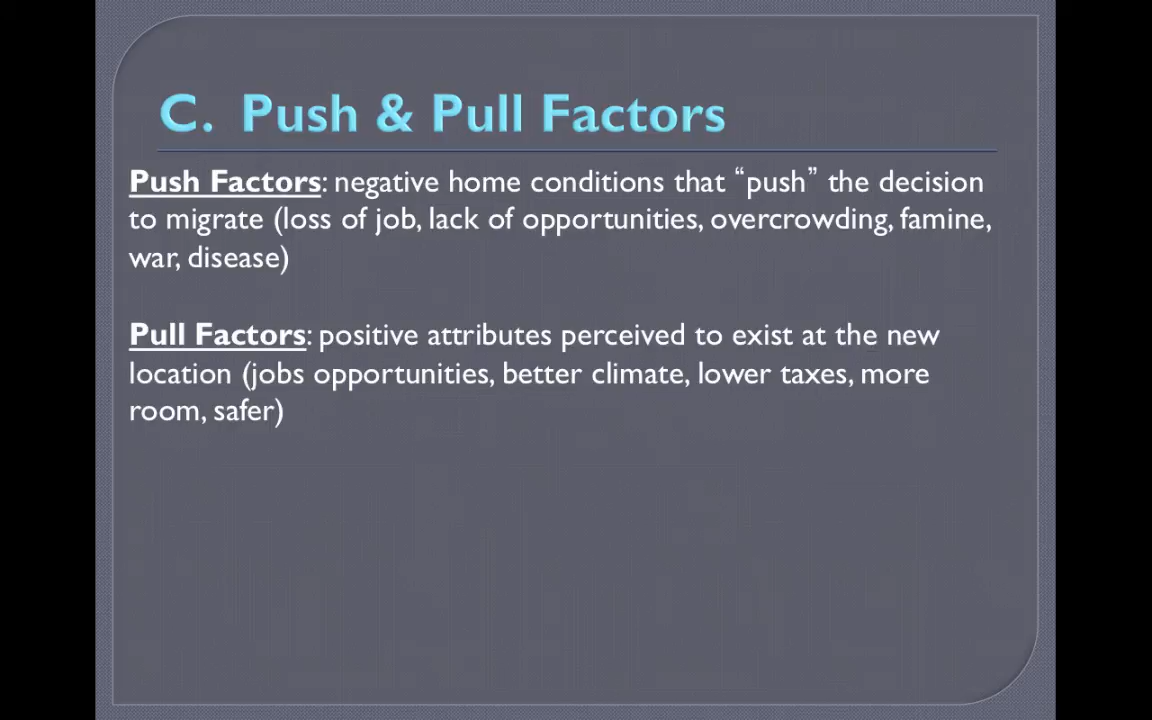 C. Push & Pull Factors
Push Factors: negative home conditions that “push” the decision
to migrate (loss of job, lack of opportunities, overcrowding, famine,
war, disease)
Pull Factors: positive attributes perceived to exist at the new
location (jobs opportunities, better climate, lower taxes, more
room, safer)